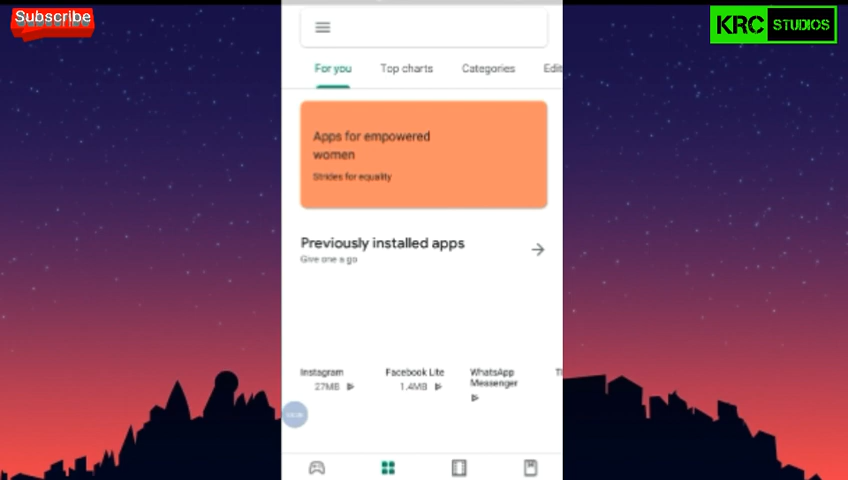 Subscribe
KRC STUDIOS
For you Top charts Categories Edit
Apps for empowered
women
Strides for equality
Previously installed apps
Give one a go
Instagram Facebook Lite WhatsApp
Messenger
27MB 1.4MB